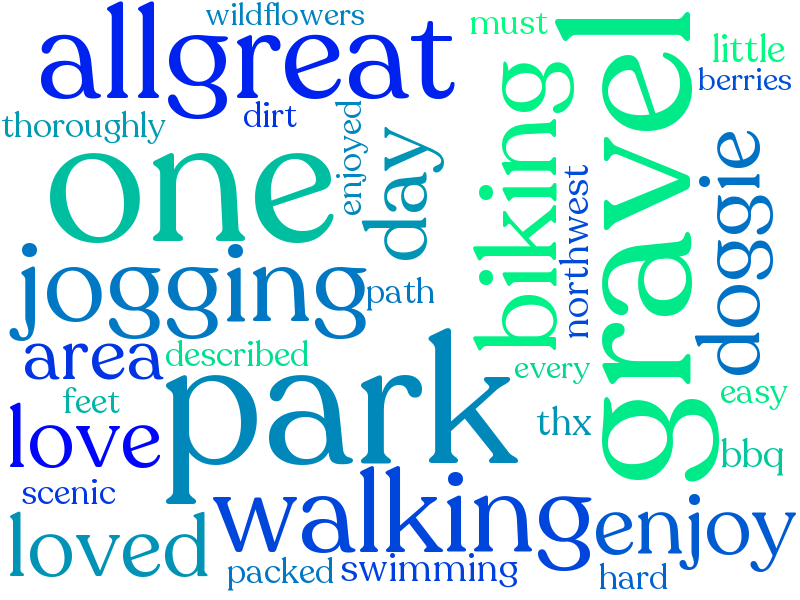 wildflowers
must
allgreat
little
berries
dirt
thoroughly
enjoyed
day
one
biking
gravel
northwest
doggie
jogging
path
area
described
every
feet
park
easy
love
thx
bbq
scenic
walking
enjoy
loved
packed
swimming
hard